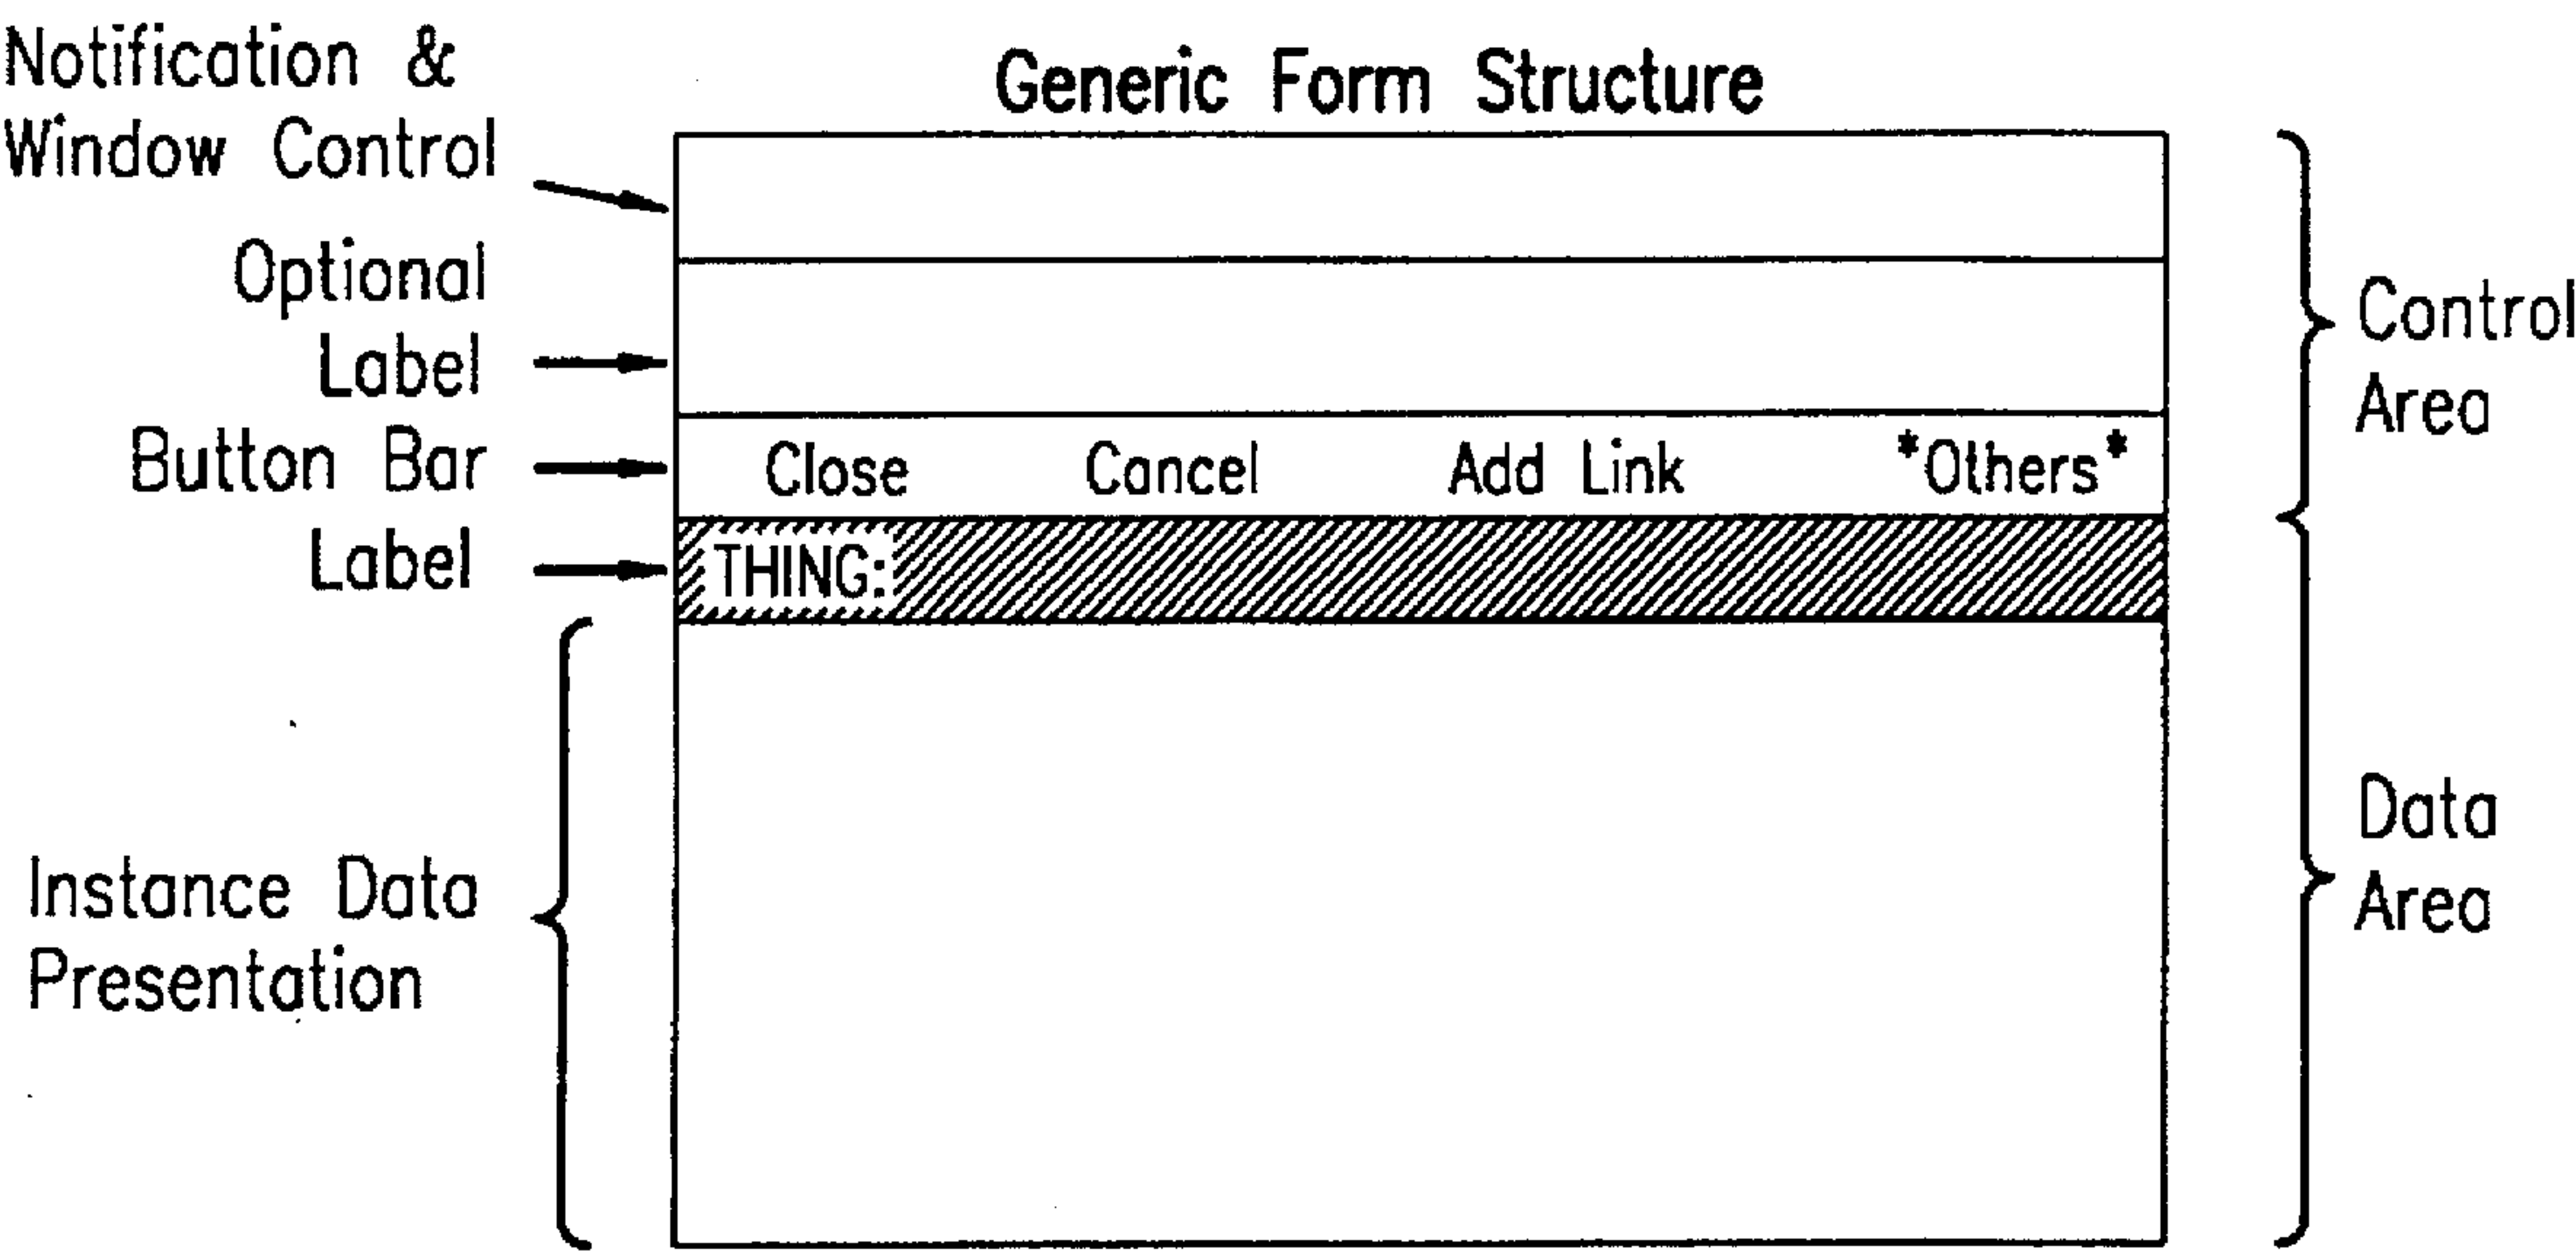 Generic Form Structure
Notification &
Window Control
Optional
Label
Button Bar
Close Cancel Add Link *Others*
Label
THING:
Instance Data
Presentation
Control
Area
Data
Area